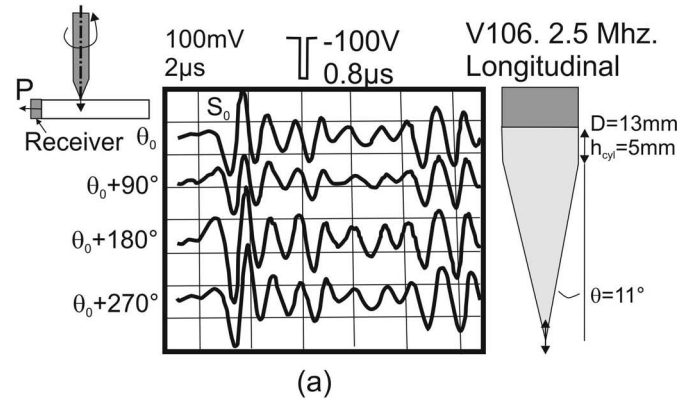 100mV
2μs
-100V
0.8μs
V106. 2.5 Mhz.
Longitudinal
P
Receiver
S₀
θ₀
θ₀+90°
θ₀+180°
θ₀+270°
D=13mm
h_cyl=5mm
θ=11°
(a)